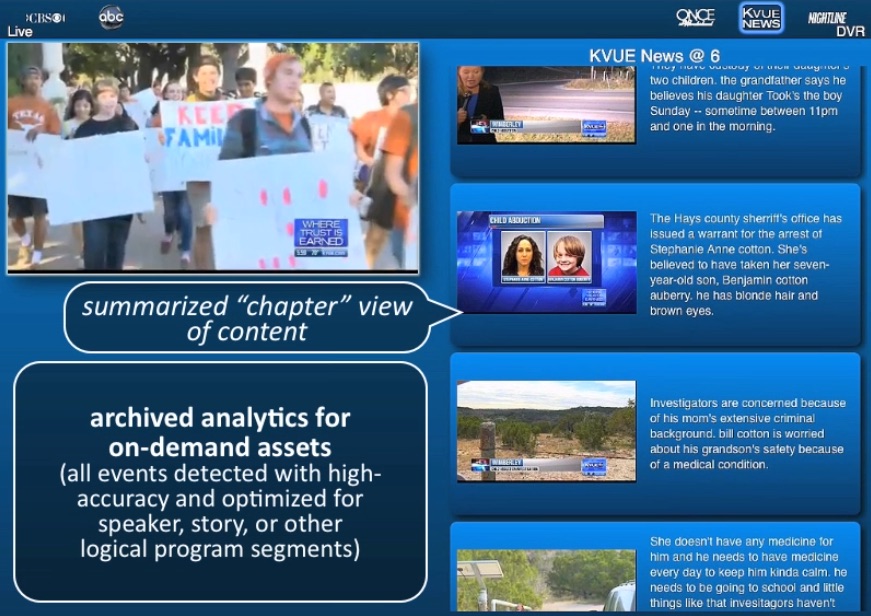 CBS
abc
ONCE
KVUE
NEWS
NIGHTLINE
Live
DVR
KVUE News @ 6
TEXAS
KEEP
FAMILI
WHERE
TRUST IS
EARNED
They have custody of their daughter's
two children. the grandfather says he
believes his daughter Took's the boy
Sunday -- sometime between 11pm
and one in the morning.
WIMBERLEY
CHILD ABDUCTION
STEPHANIE ANNE COTTON
The Hays county sherriff's office has
issued a warrant for the arrest of
Stephanie Anne cotton. She's
believed to have taken her seven-
year-old son, Benjamin cotton
auberry. he has blonde hair and
brown eyes.
summarized “chapter” view
of content
archived analytics for
on-demand assets
(all events detected with high-
accuracy and optimized for
speaker, story, or other
logical program segments)
WIMBERLEY
Investigators are concerned because
of his mom's extensive criminal
background. bill cotton is worried
about his grandson's safety because
of a medical condition.
She doesn't have any medicine for
him and he needs to have medicine
every day to keep him kinda calm. he
needs to be going to school and little
things like that invesitagors haven't